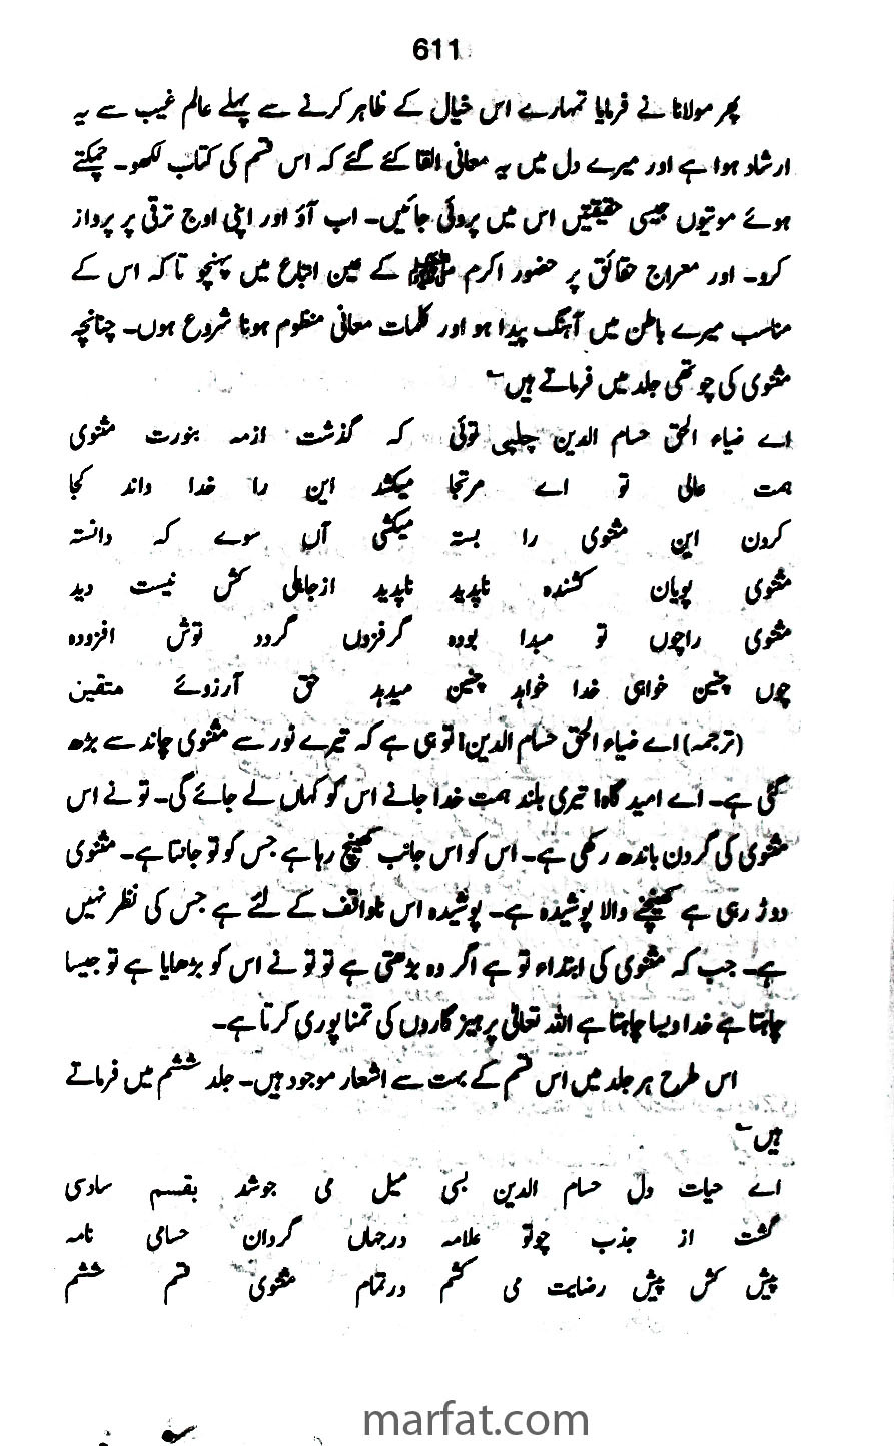 611
پھر مولانا نے فرمایا تمہارے اس خیال کے ظاہر کرنے سے پہلے عالم غیب سے یہ
ارشاد ہوا ہے اور میرے دل میں یہ معانی القا کئے گئے کہ اس قسم کی کتاب لکھو۔ چمکتے
ہوئے موتیوں جیسی حقیقتیں اس میں پروئی جائیں۔ اب آؤ اور اپنی اوج ترقی پر پرواز
کرو۔ اور معراج حقائق پر حضور اکرم ﷺ کے عین اتباع میں پہنچو تاکہ اس کے
مناسب میرے باطن میں آہنگ پیدا ہو اور کلمات معانی منظوم ہونا شروع ہوں۔ چنانچہ
مثنوی کی چوتھی جلد میں فرماتے ہیں؎
اے ضیاء الحق حسام الدین چلپی توئی کہ گذشت ازمہ بنورت مثنوی
ہمت عالی تو اے مرتجا میکشد این را خدا داند کجا
گردن این مثنوی را بستہ میکشی آں سوے کہ دانستہ
مثنوی پویان کشندہ ناپدید ناپدید ازجاہلی کش نیست دید
مثنوی راچوں تو مبدا بودہ گرفزوں گردد توش افزودہ
چوں چنین خواہی خدا خواہد چنین میدہد حق آرزوئے متقین
(ترجمہ) اے ضیاء الحق حسام الدین! تو ہی ہے کہ تیرے نور سے مثنوی چاند سے بڑھ
گئی ہے۔ اے امید گاہ! تیری بلند ہمت خدا جانے اس کو کہاں لے جائے گی۔ تو نے اس
مثنوی کی گردن باندھ رکھی ہے۔ اس کو اس جانب کھینچ رہا ہے جس کو تو جانتا ہے۔ مثنوی
دوڑ رہی ہے کھینچنے والا پوشیدہ ہے۔ پوشیدہ اس ناواقف کے لئے ہے جس کی نظر نہیں
ہے۔ جب کہ مثنوی کی ابتداء تو ہے اگر وہ بڑھتی ہے تو تو نے اس کو بڑھایا ہے تو جیسا
چاہتا ہے خدا ویسا چاہتا ہے اللہ تعالیٰ پرہیز گاروں کی تمنا پوری کرتا ہے۔
اس طرح ہر جلد میں اس قسم کے بہت سے اشعار موجود ہیں۔ جلد ششم میں فرماتے
ہیں؎
اے حیات دل حسام الدین بسی میل می جوشد بقسم سادسی
گشت از جذب چوتو علامہ درجہاں گردان حسامی نامہ
پیش کش پیش رضایت می کشم درتمام مثنوی قسم ششم
marfat.com